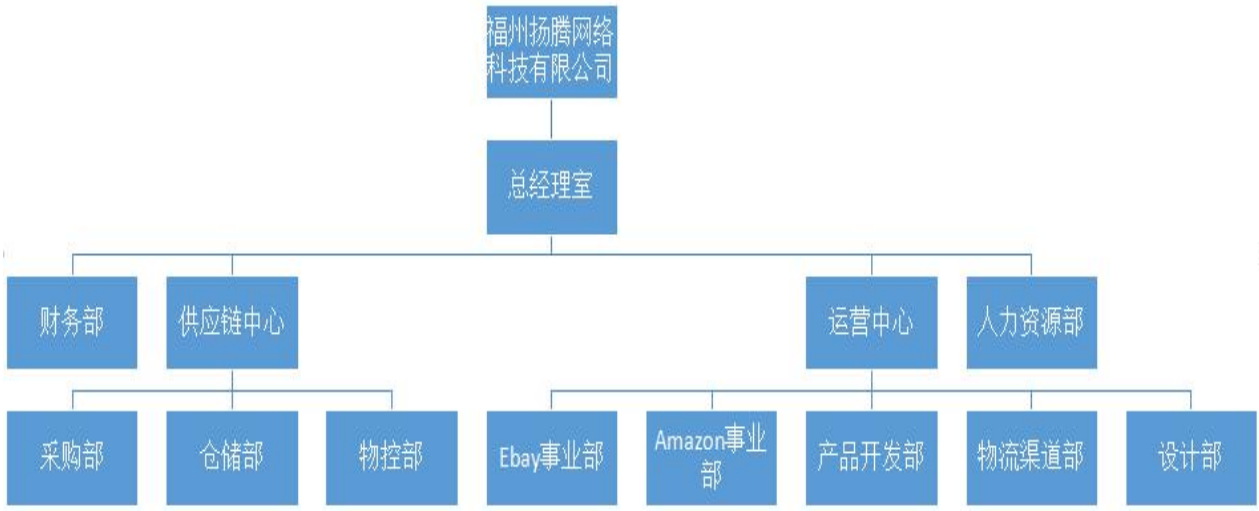 福州扬腾网络
科技有限公司
总经理室
财务部
供应链中心
运营中心
人力资源部
采购部
仓储部
物控部
Ebay事业部
Amazon事业
部
产品开发部
物流渠道部
设计部